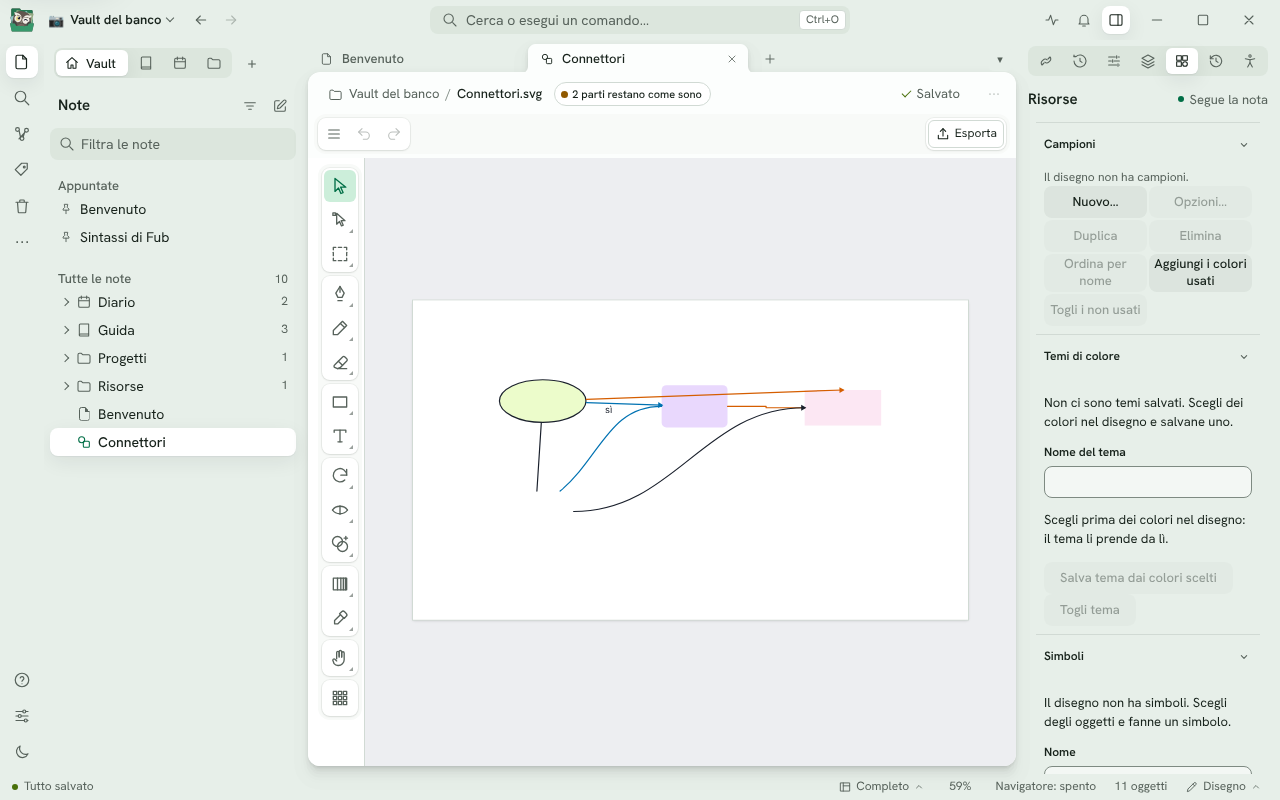 Vault del banco
Cerca o esegui un comando...
Ctrl+O
Vault
Benvenuto
Connettori
Note
Filtra le note
Appuntate
Benvenuto
Sintassi di Fub
Tutte le note
10
Diario
2
Guida
3
Progetti
1
Risorse
1
Benvenuto
Connettori
Vault del banco / Connettori.svg
2 parti restano come sono
Salvato
Esporta
sì
Risorse
Segue la nota
Campioni
Il disegno non ha campioni.
Nuovo...
Opzioni...
Duplica
Elimina
Ordina per
nome
Aggiungi i colori
usati
Togli i non usati
Temi di colore
Non ci sono temi salvati. Scegli dei
colori nel disegno e salvane uno.
Nome del tema
Scegli prima dei colori nel disegno:
il tema li prende da lì.
Salva tema dai colori scelti
Togli tema
Simboli
Il disegno non ha simboli. Scegli
degli oggetti e fanne un simbolo.
Nome
Tutto salvato
Completo
59%
Navigatore: spento
11 oggetti
Disegno